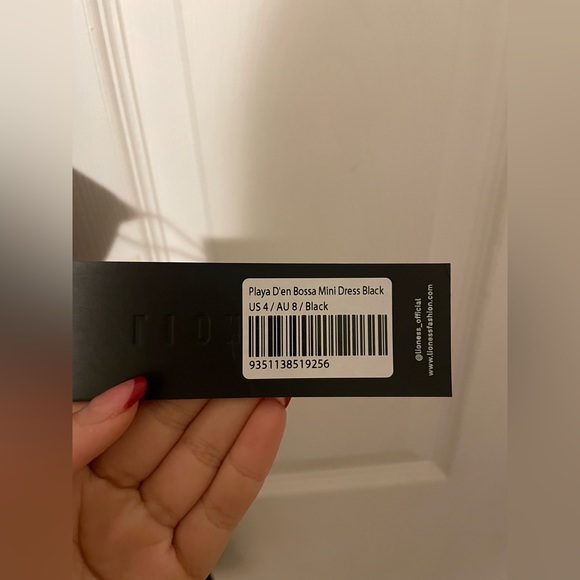 Playa D'en Bossa Mini Dress Black
US 4 / AU 8 / Black
9351138519256
@lioness_official
www.lionessfashion.com